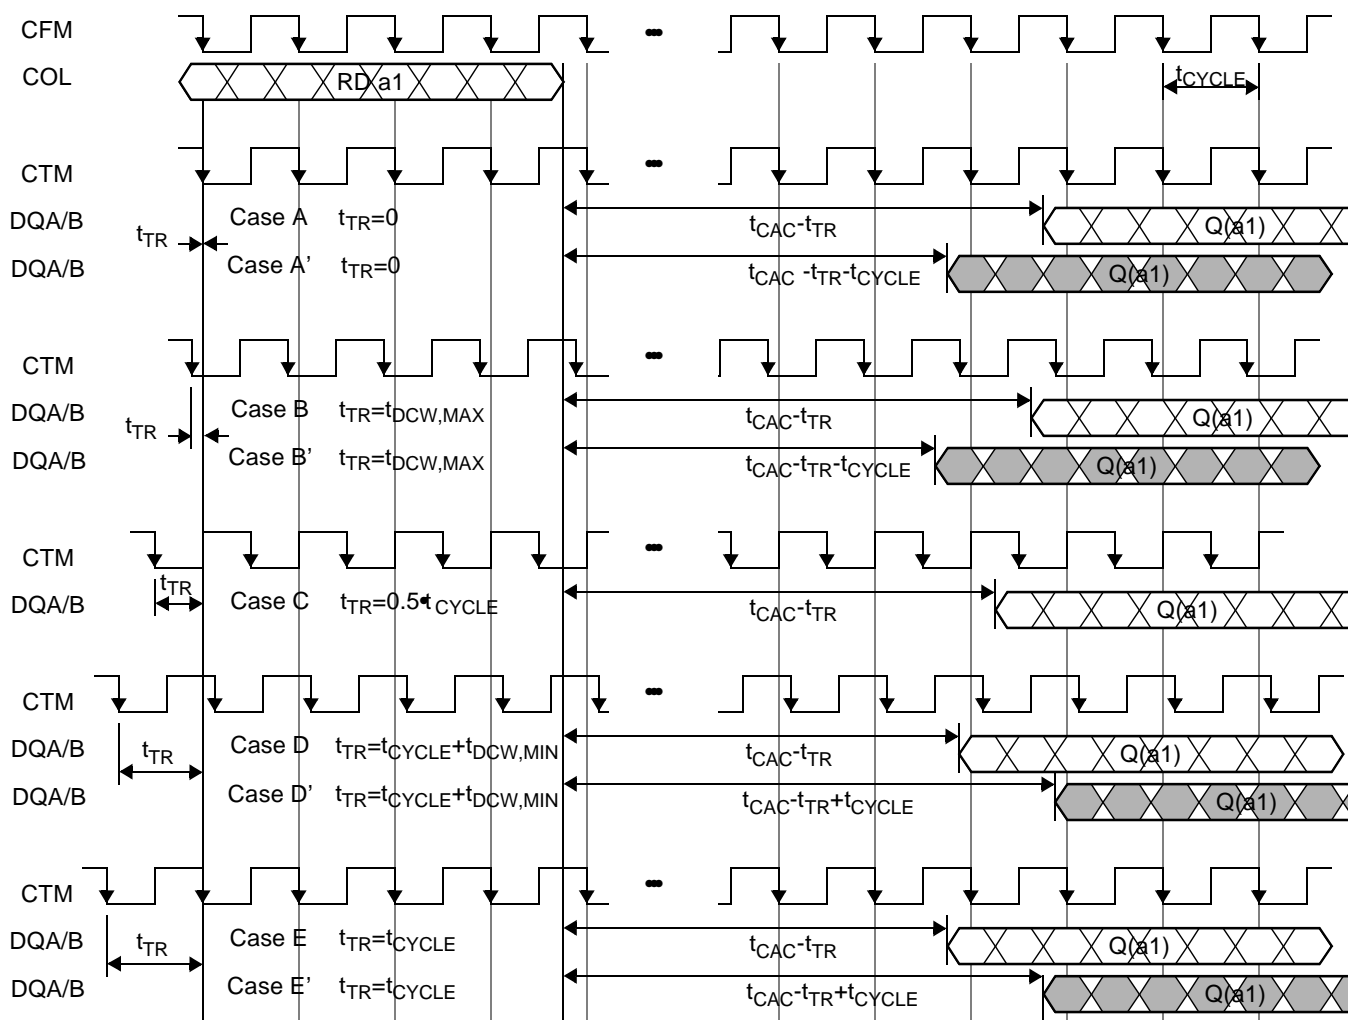 CFM
COL RD a1 tCYCLE
CTM
DQA/B Case A tTR=0 tCAC-tTR Q(a1)
tTR
DQA/B Case A’ tTR=0 tCAC -tTR-tCYCLE Q(a1)
CTM
DQA/B Case B tTR=tDCW,MAX tCAC-tTR Q(a1)
tTR
DQA/B Case B’ tTR=tDCW,MAX tCAC-tTR-tCYCLE Q(a1)
CTM
tTR
DQA/B Case C tTR=0.5•tCYCLE tCAC-tTR Q(a1)
CTM
DQA/B tTR Case D tTR=tCYCLE+tDCW,MIN tCAC-tTR Q(a1)
DQA/B Case D’ tTR=tCYCLE+tDCW,MIN tCAC-tTR+tCYCLE Q(a1)
CTM
DQA/B tTR Case E tTR=tCYCLE tCAC-tTR Q(a1)
DQA/B Case E’ tTR=tCYCLE tCAC-tTR+tCYCLE Q(a1)